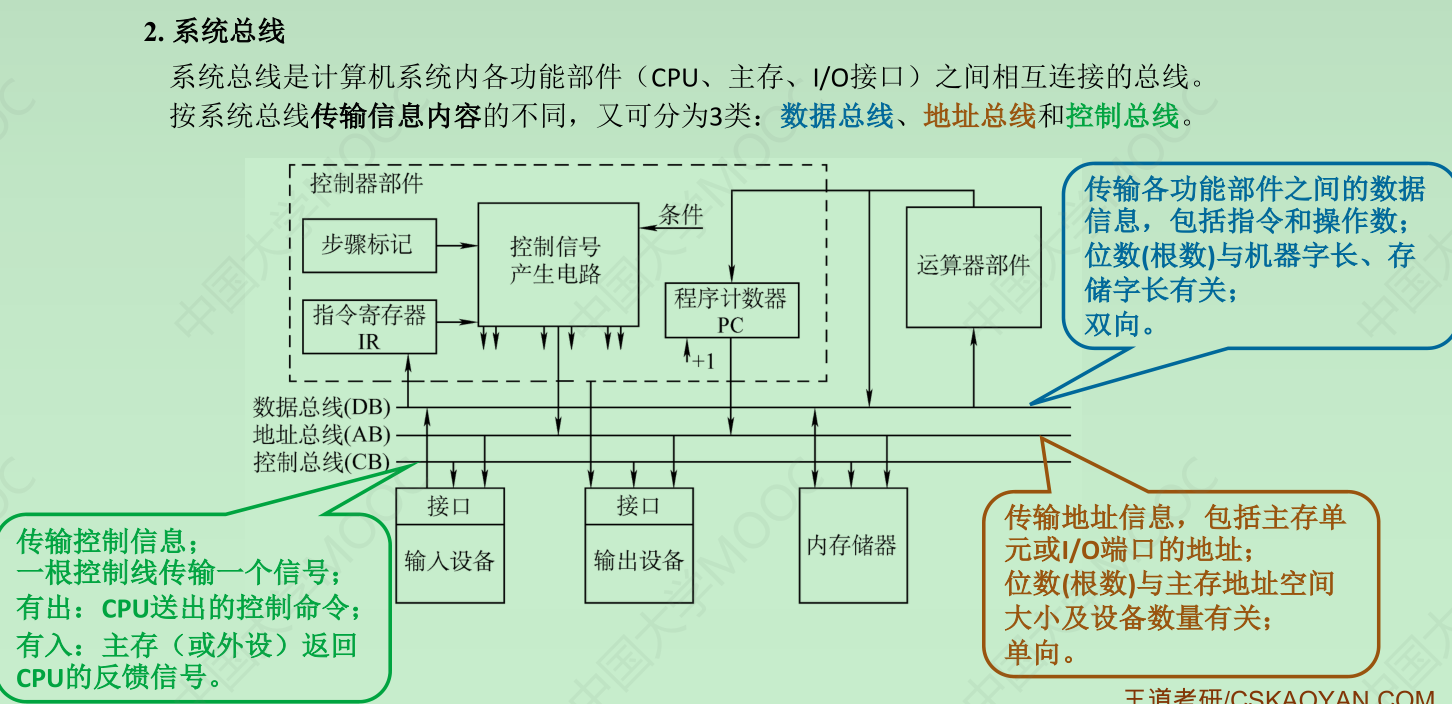 2. 系统总线
系统总线是计算机系统内各功能部件（CPU、主存、I/O接口）之间相互连接的总线。
按系统总线传输信息内容的不同，又可分为3类：数据总线、地址总线和控制总线。
控制器部件
步骤标记
控制信号
产生电路
条件
指令寄存器
IR
程序计数器
PC
+1
运算器部件
传输各功能部件之间的数据
信息，包括指令和操作数；
位数(根数)与机器字长、存
储字长有关；
双向。
数据总线(DB)
地址总线(AB)
控制总线(CB)
接口
输入设备
接口
输出设备
内存储器
传输控制信息；
一根控制线传输一个信号；
有出：CPU送出的控制命令；
有入：主存（或外设）返回
CPU的反馈信号。
传输地址信息，包括主存单
元或I/O端口的地址；
位数(根数)与主存地址空间
大小及设备数量有关；
单向。
王道考研/CSKAOYAN.COM
中国大学MOOC